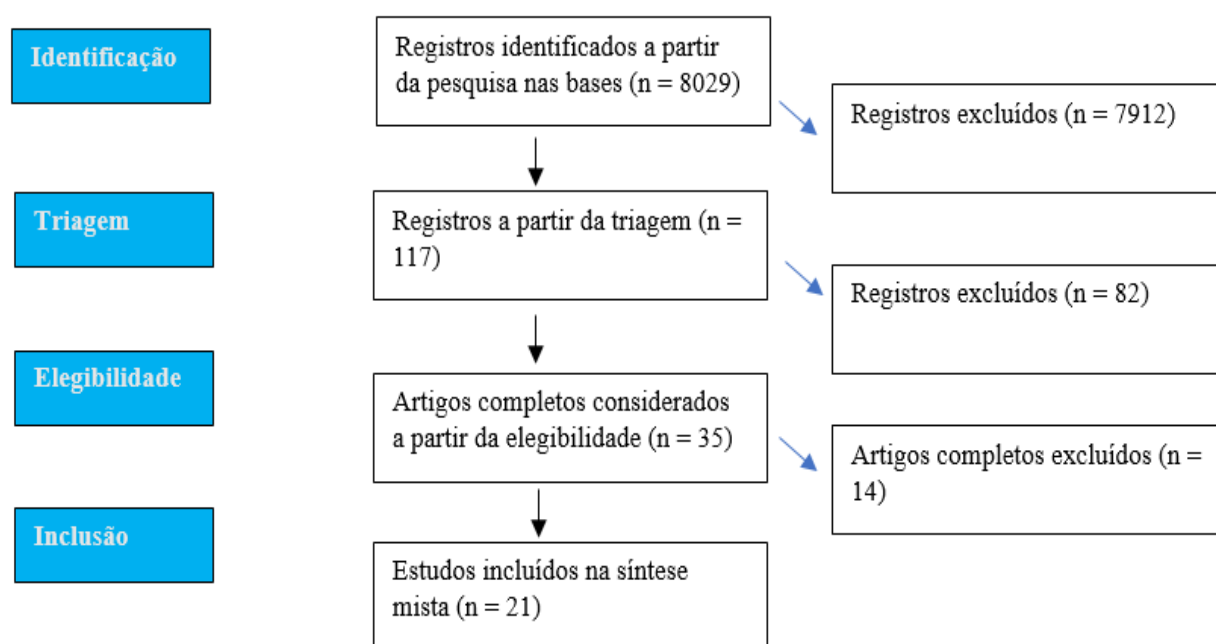 Identificação
Registros identificados a partir
da pesquisa nas bases (n = 8029)
Registros excluídos (n = 7912)
Triagem
Registros a partir da triagem (n =
117)
Registros excluídos (n = 82)
Elegibilidade
Artigos completos considerados
a partir da elegibilidade (n = 35)
Artigos completos excluídos (n =
14)
Inclusão
Estudos incluídos na síntese
mista (n = 21)